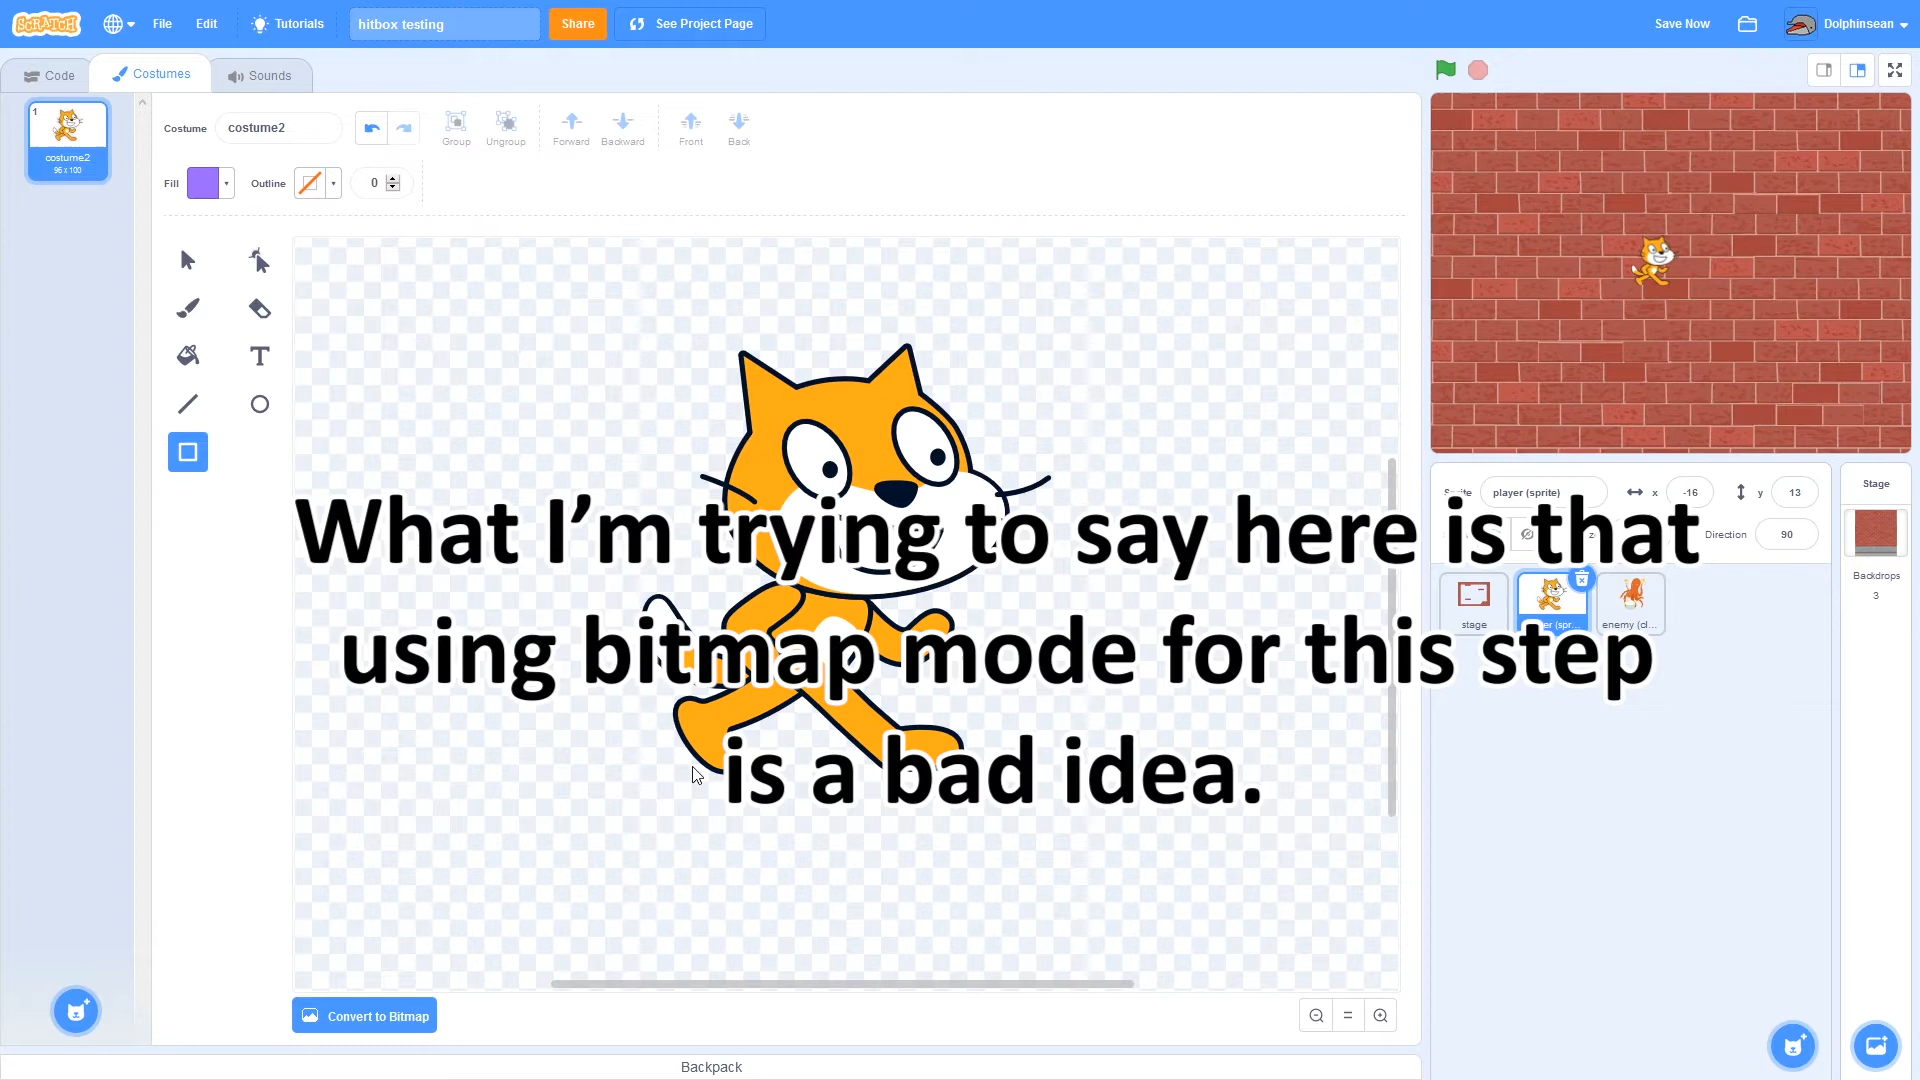 SCRATCH
File
Edit
Tutorials
hitbox testing
Share
See Project Page
Save Now
Dolphinsean
Code
Costumes
Sounds
1
costume2
96 x 100
Costume
costume2
Group
Ungroup
Forward
Backward
Front
Back
Fill
Outline
0
What I'm trying to say here is that
using bitmap mode for this step
is a bad idea.
player (sprite)
x
-16
y
13
Direction
90
stage
enemy (cl...
Stage
Backdrops
3
Convert to Bitmap
Backpack